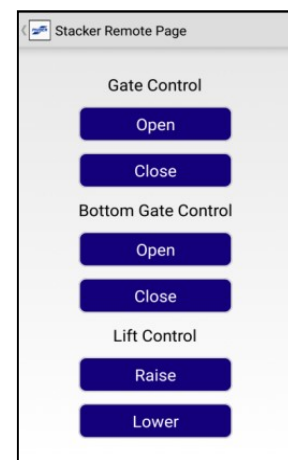 Stacker Remote Page
Gate Control
Open
Close
Bottom Gate Control
Open
Close
Lift Control
Raise
Lower